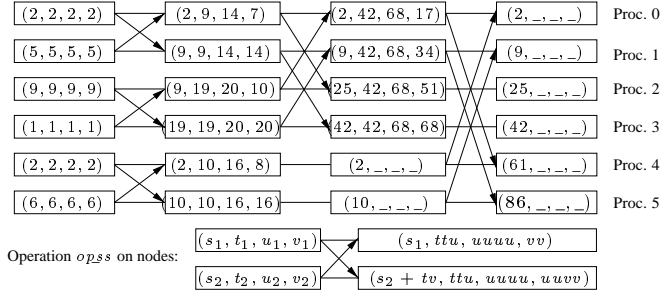 (2, 2, 2, 2) (2, 9, 14, 7) (2, 42, 68, 17) (2, _, _, _) Proc. 0
(5, 5, 5, 5) (9, 9, 14, 14) (9, 42, 68, 34) (9, _, _, _) Proc. 1
(9, 9, 9, 9) (9, 19, 20, 10) (25, 42, 68, 51) (25, _, _, _) Proc. 2
(1, 1, 1, 1) (19, 19, 20, 20) (42, 42, 68, 68) (42, _, _, _) Proc. 3
(2, 2, 2, 2) (2, 10, 16, 8) (2, _, _, _) (61, _, _, _) Proc. 4
(6, 6, 6, 6) (10, 10, 16, 16) (10, _, _, _) (86, _, _, _) Proc. 5
Operation op_ss on nodes:
(s₁, t₁, u₁, v₁) (s₁, ttu, uuuu, vv)
(s₂, t₂, u₂, v₂) (s₂ + tv, ttu, uuuu, uuvv)